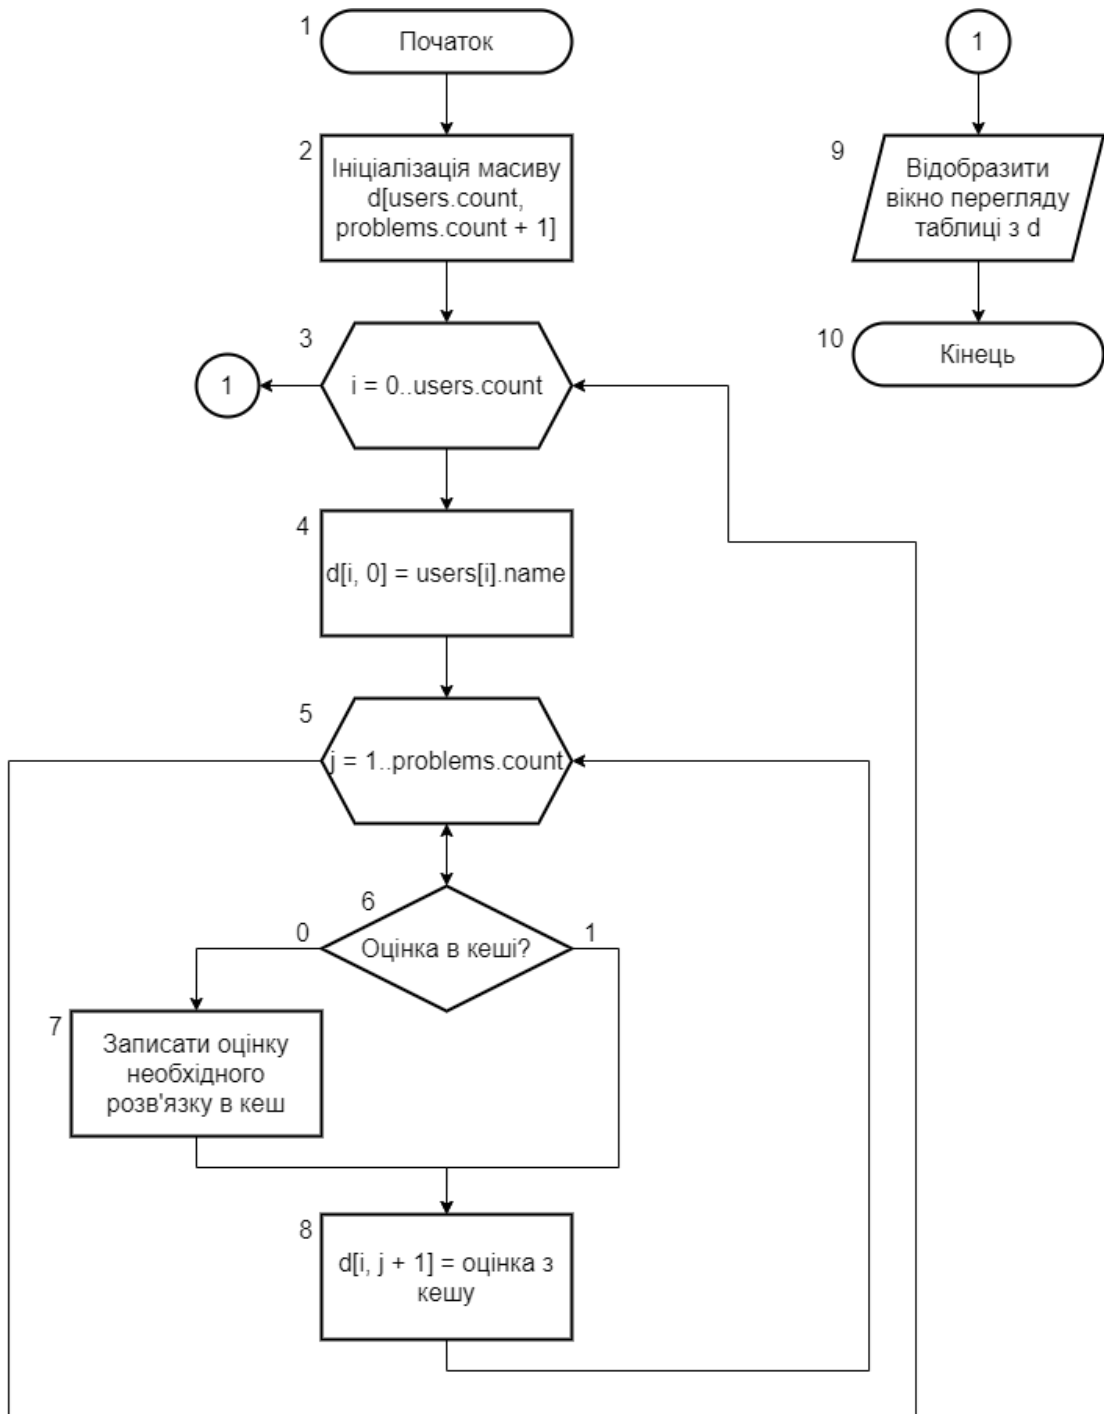 1
Початок
2
Ініціалізація масиву
d[users.count,
problems.count + 1]
3
i = 0..users.count
1
4
d[i, 0] = users[i].name
5
j = 1..problems.count
6
Оцінка в кеші?
0
1
7
Записати оцінку
необхідного
розв'язку в кеш
8
d[i, j + 1] = оцінка з
кешу
1
9
Відобразити
вікно перегляду
таблиці з d
10
Кінець